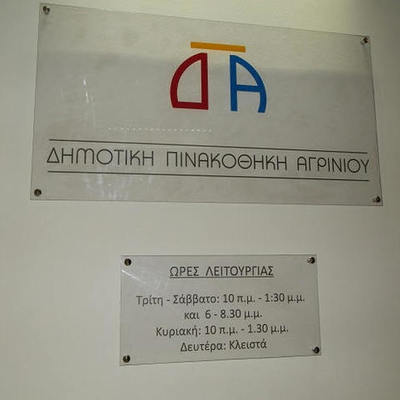 ΔΑ
ΔΗΜΟΤΙΚΗ ΠΙΝΑΚΟΘΗΚΗ ΑΓΡΙΝΙΟΥ
ΩΡΕΣ ΛΕΙΤΟΥΡΓΙΑΣ
Τρίτη - Σάββατο: 10 π.μ. - 1:30 μ.μ.
και 6 - 8.30 μ.μ.
Κυριακή: 10 π.μ. - 1.30 μ.μ.
Δευτέρα: Κλειστά